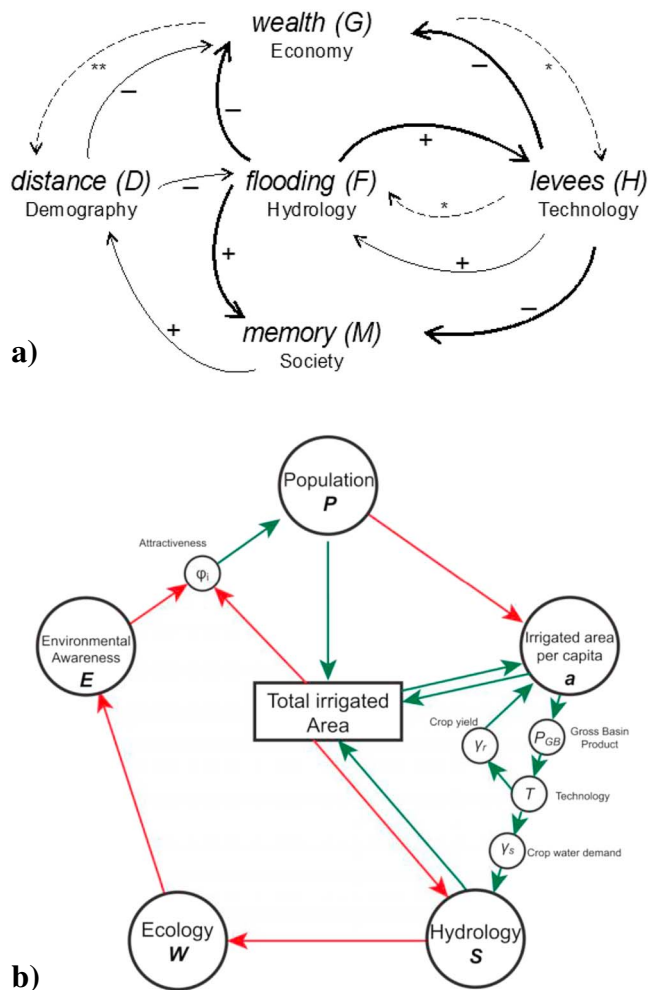 wealth (G)
Economy
**
*
–
–
–
+
distance (D)
Demography
–
flooding (F)
Hydrology
levees (H)
Technology
*
+
+
–
+
memory (M)
Society
a)
Population
P
Attractiveness
φi
Environmental
Awareness
E
Irrigated area
per capita
a
Total irrigated
Area
Crop yield
γr
PGB
Gross Basin
Product
T
Technology
γs
Crop water demand
Ecology
W
Hydrology
S
b)